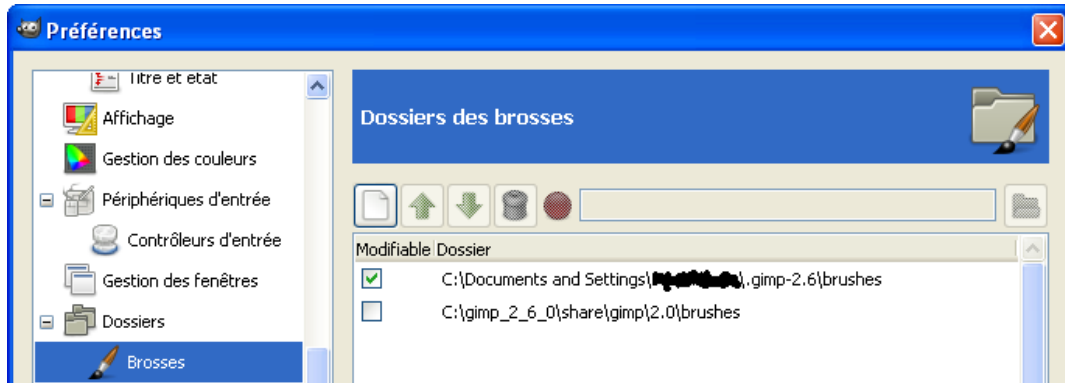 Préférences
Titre et état
Affichage
Gestion des couleurs
Périphériques d'entrée
Contrôleurs d'entrée
Gestion des fenêtres
Dossiers
Brosses
Dossiers des brosses
Modifiable Dossier
C:\Documents and Settings\ \.gimp-2.6\brushes
C:\gimp_2_6_0\share\gimp\2.0\brushes